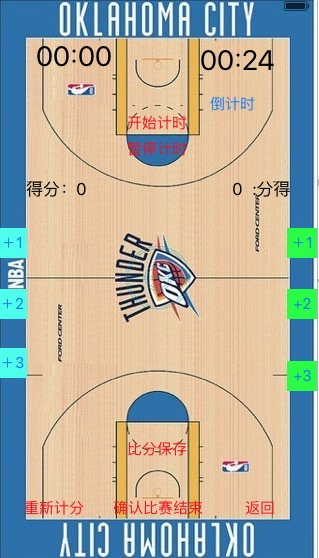 OKLAHOMA CITY
00:00
00:24
NBA
倒计时
开始计时
暂停计时
得分：0
0 :分得
FORD CENTER
+1
+1
NBA
THUNDER
OKC
+2
+2
FORD CENTER
+3
+3
比分保存
NBA
重新计分
确认比赛结束
返回
OKLAHOMA CITY